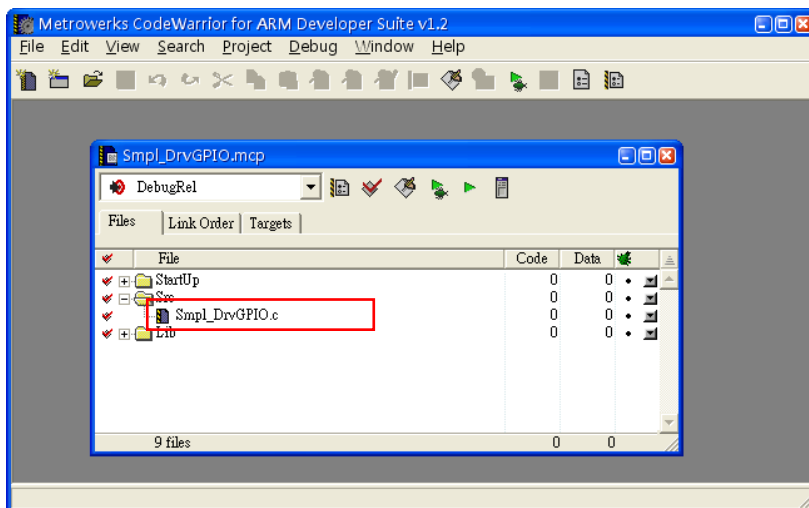 Metrowerks CodeWarrior for ARM Developer Suite v1.2
File Edit View Search Project Debug Window Help
Smpl_DrvGPIO.mcp
DebugRel
Files Link Order Targets
File Code Data
StartUp 0 0
Src 0 0
Smpl_DrvGPIO.c 0 0
Lib 0 0
9 files 0 0